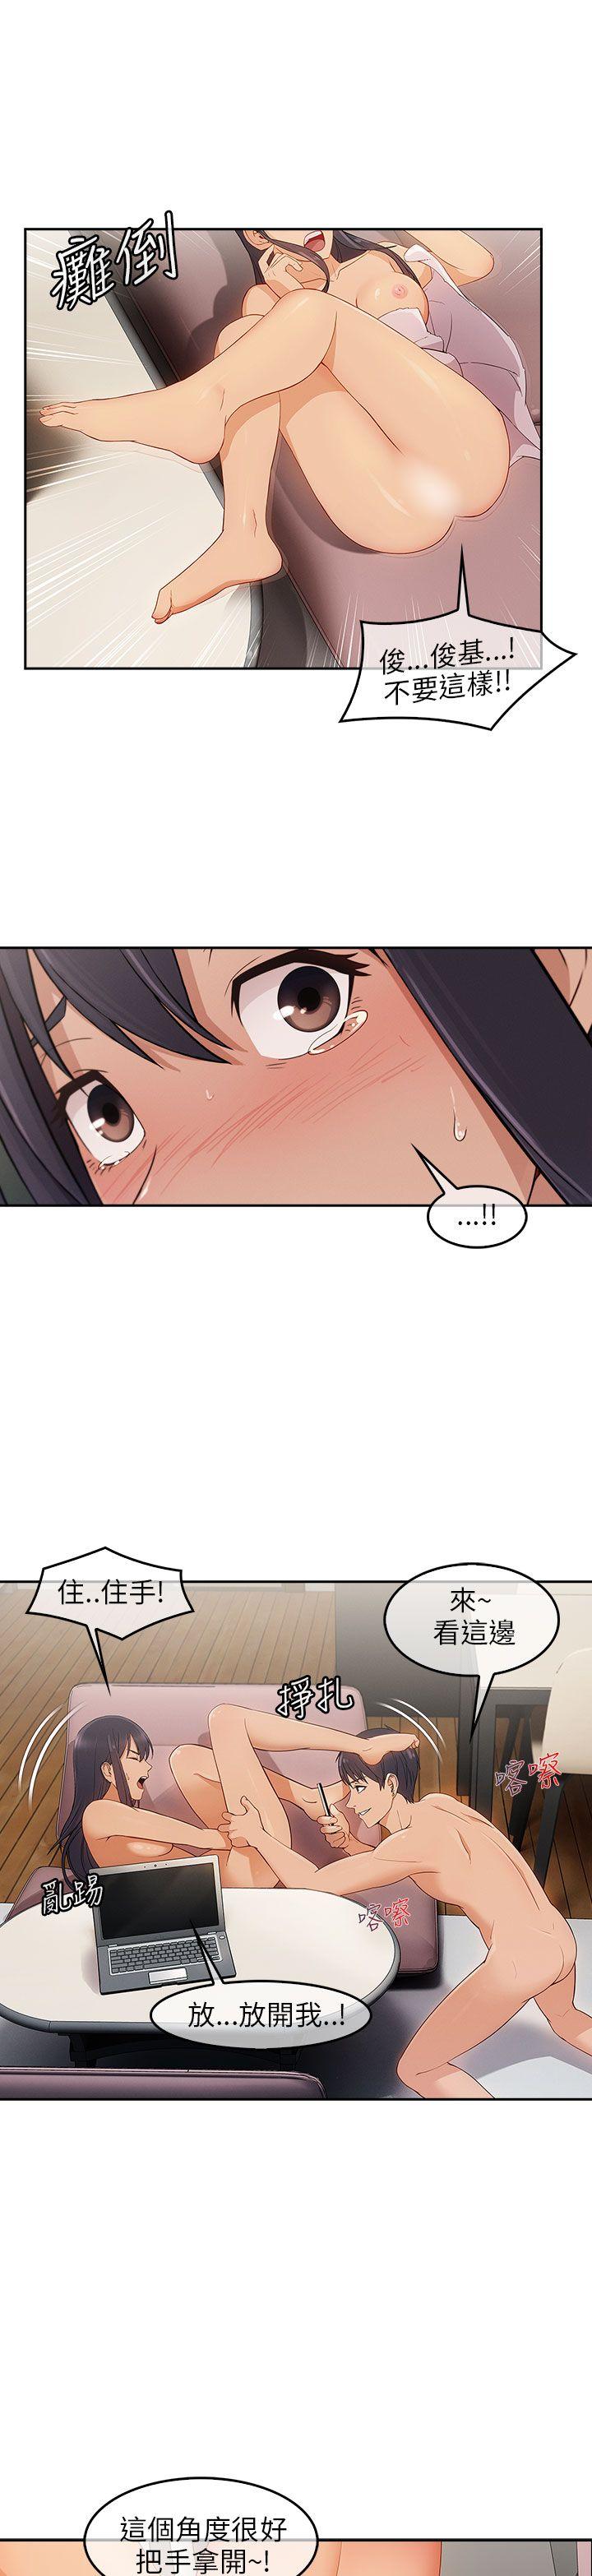 癱倒
俊...俊基...!
不要這樣!!
...!!
住..住手!
來~
看這邊
掙扎
喀嚓
亂踢
喀嚓
放...放開我..!
這個角度很好
把手拿開~!